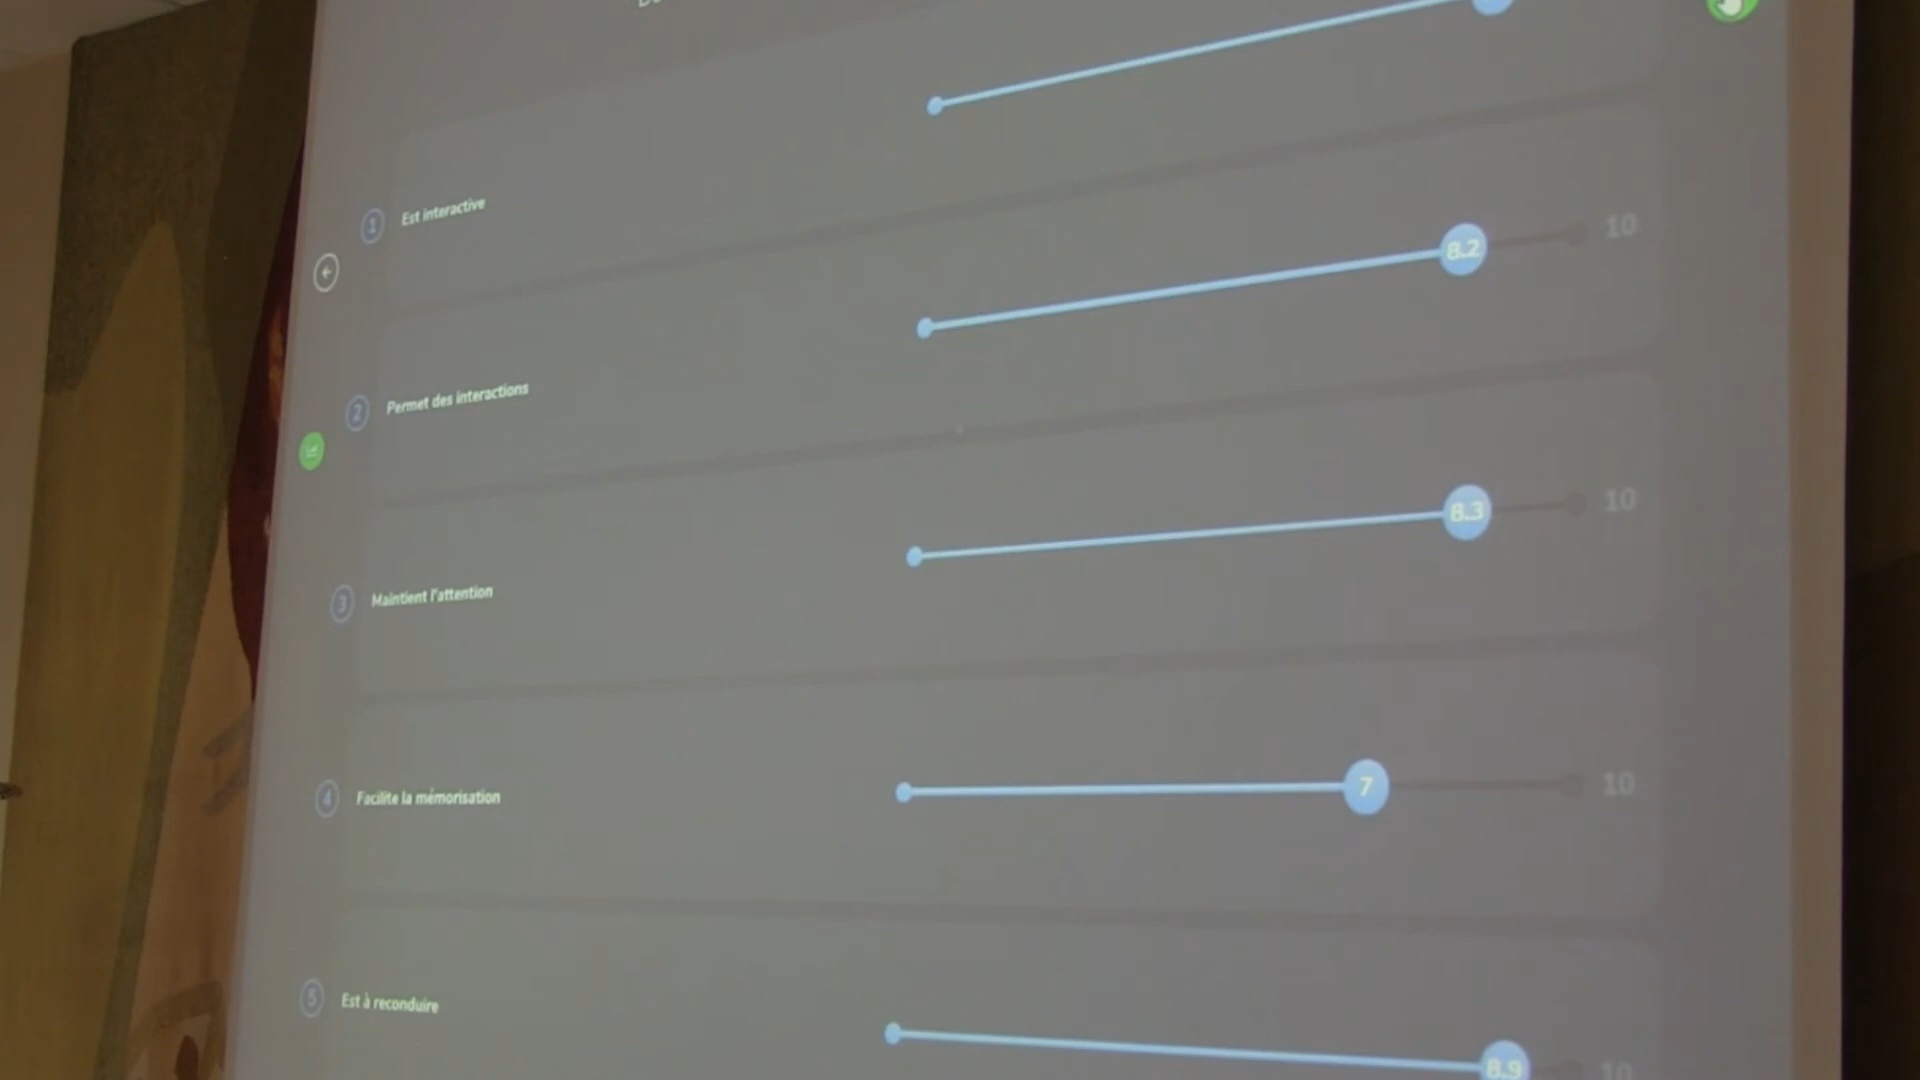 1 Est interactive
8.2 10
2 Permet des interactions
8.3 10
3 Maintient l'attention
7 10
4 Facilite la mémorisation
5 Est à reconduire
8.9 10